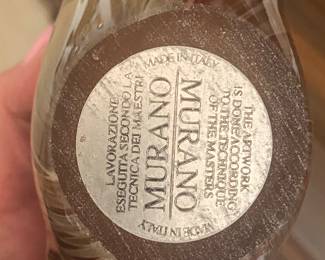 MADE IN ITALY
LAVORAZIONE
ESEGUITA SECONDO LA
TECNICA DEI MAESTRI
MURANO
MURANO
THE ARTWORK
IS DONE ACCORDING
TO THE TECHNIQUE
OF THE MASTERS
MADE IN ITALY